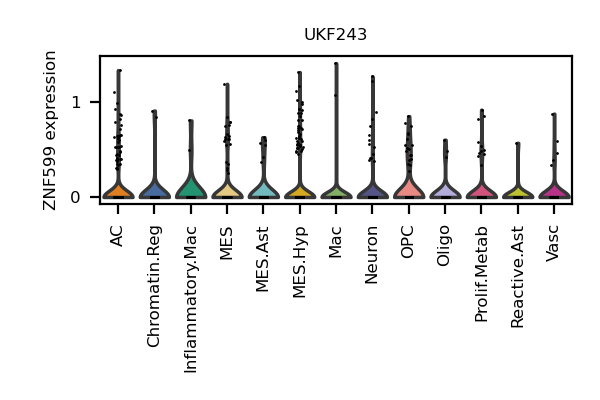 UKF243
ZNF599 expression
1
0
AC
Chromatin.Reg
Inflammatory.Mac
MES
MES.Ast
MES.Hyp
Mac
Neuron
OPC
Oligo
Prolif.Metab
Reactive.Ast
Vasc